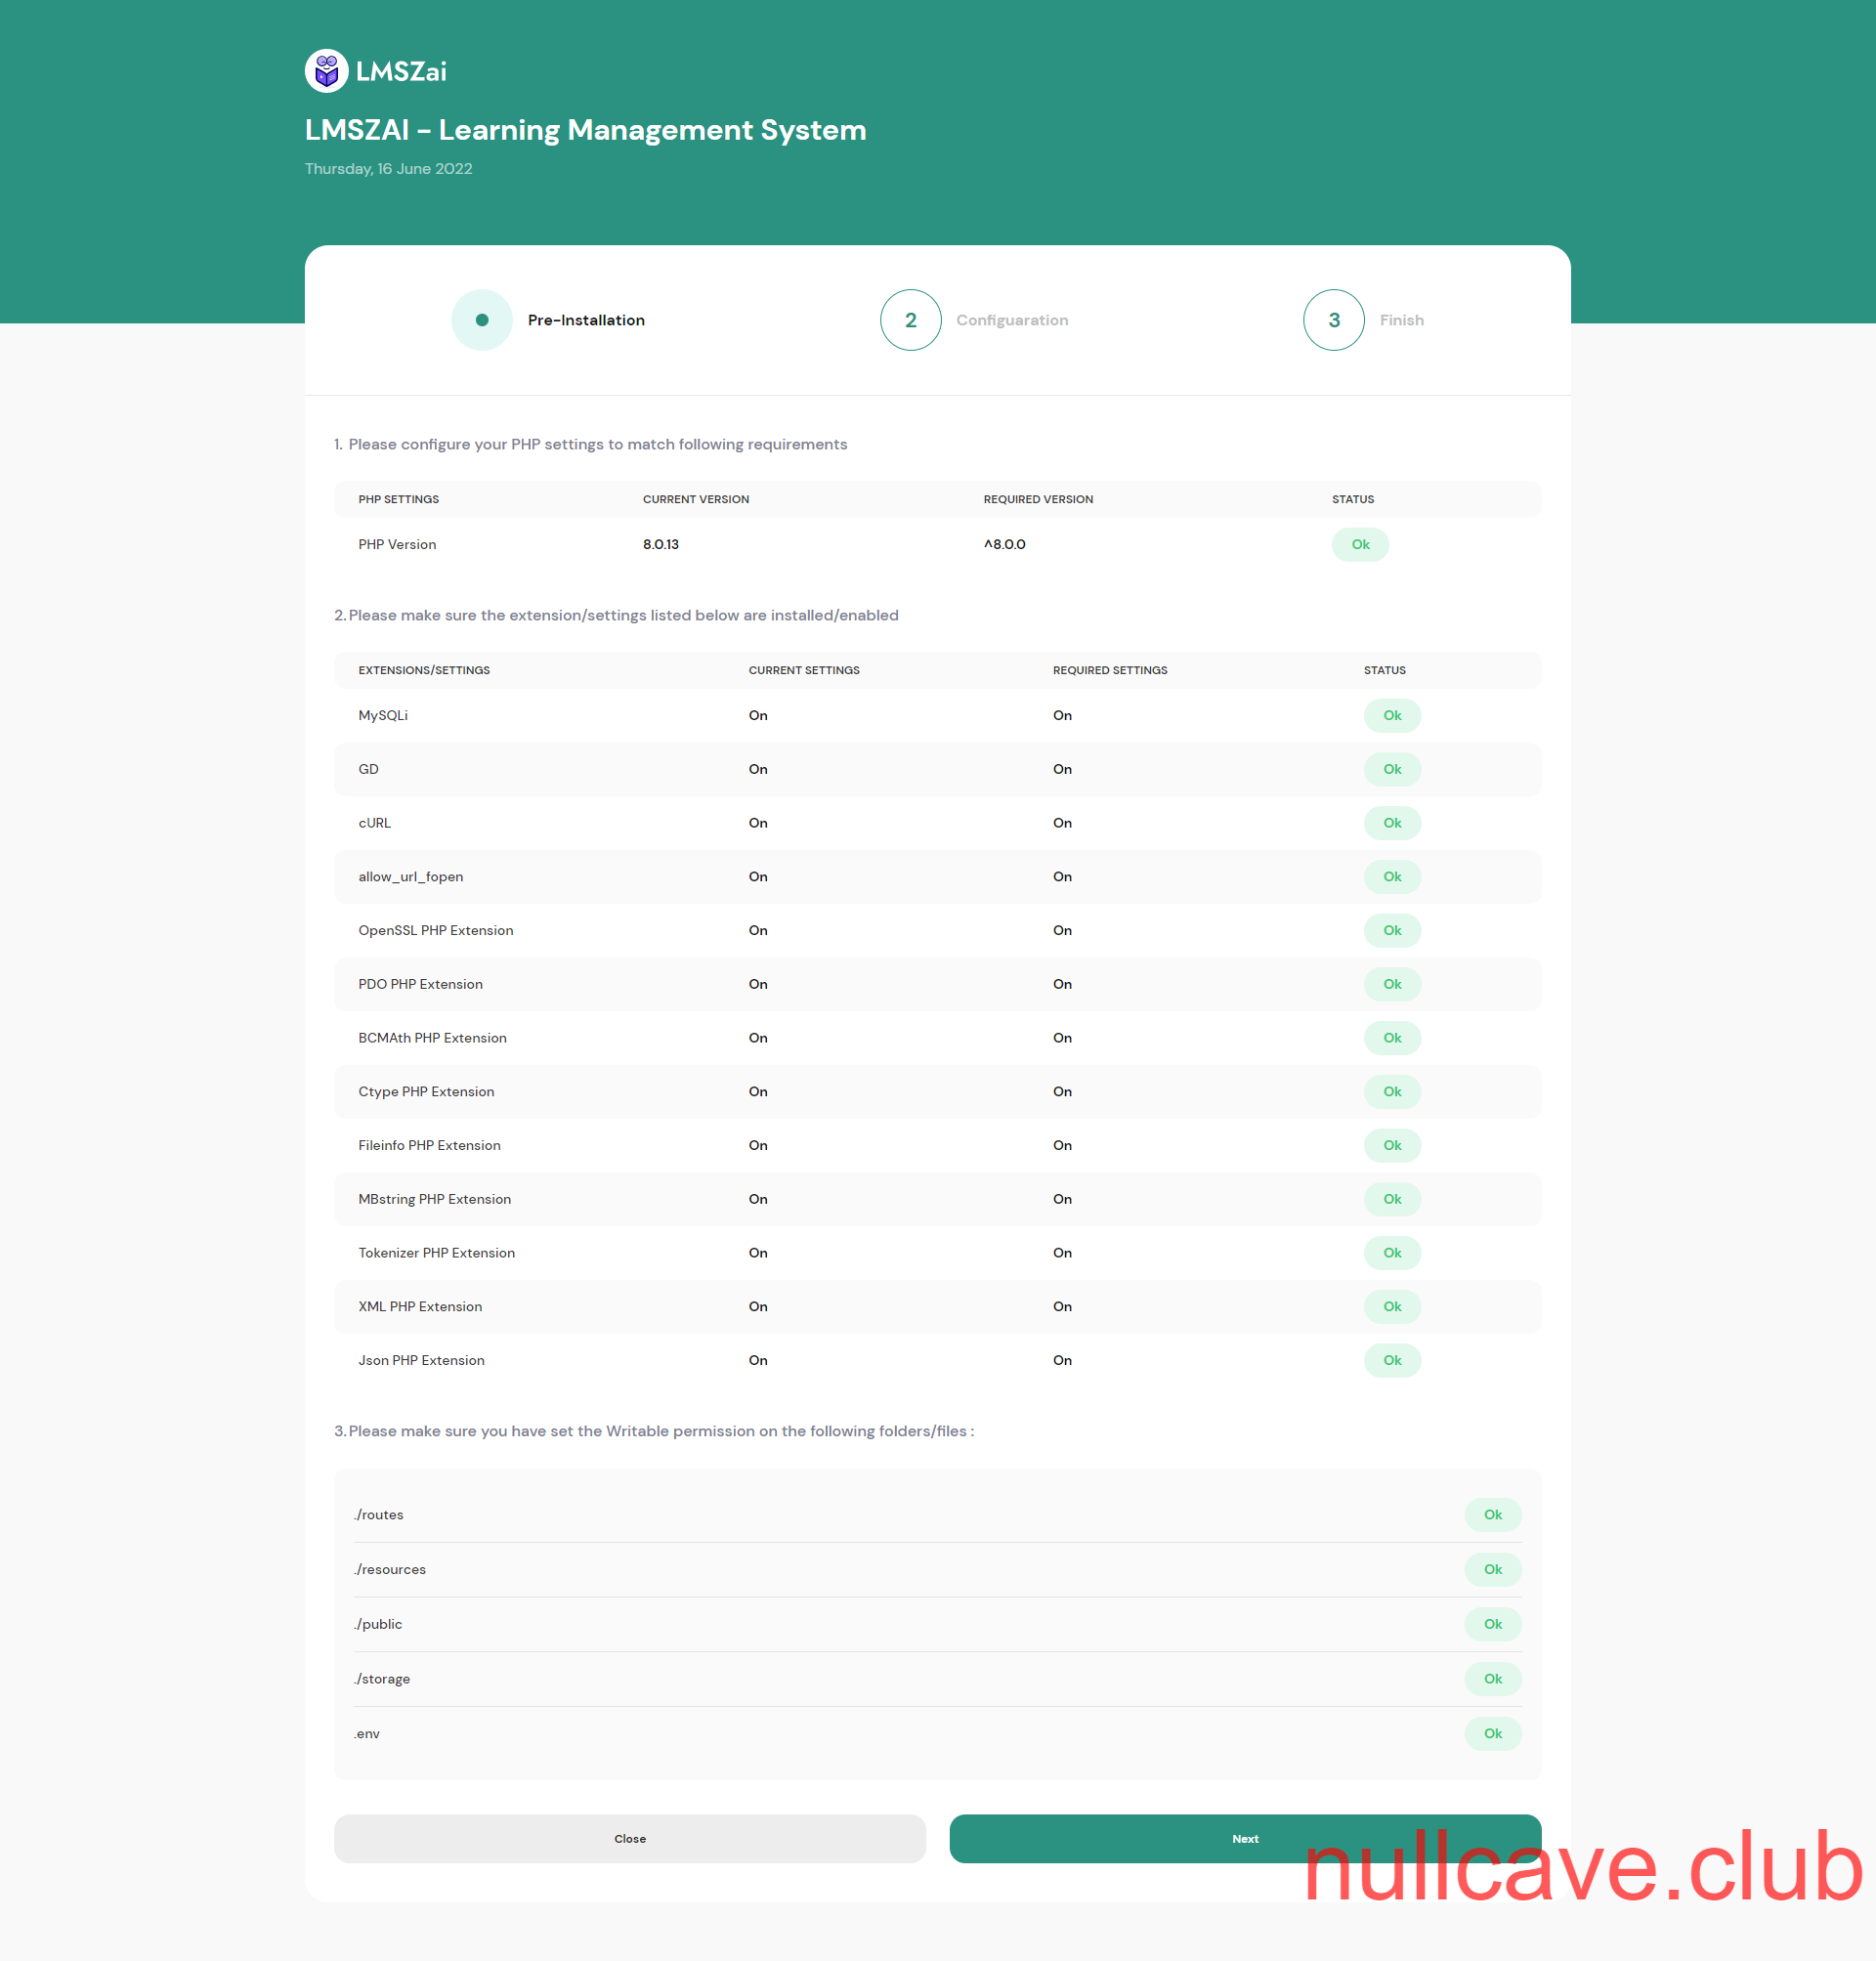 LMSZai
LMSZAI - Learning Management System
Thursday, 16 June 2022
Pre-Installation
2 Configuaration
3 Finish
1. Please configure your PHP settings to match following requirements
PHP SETTINGS CURRENT VERSION REQUIRED VERSION STATUS
PHP Version 8.0.13 ^8.0.0 Ok
2. Please make sure the extension/settings listed below are installed/enabled
EXTENSIONS/SETTINGS CURRENT SETTINGS REQUIRED SETTINGS STATUS
MySQLi On On Ok
GD On On Ok
cURL On On Ok
allow_url_fopen On On Ok
OpenSSL PHP Extension On On Ok
PDO PHP Extension On On Ok
BCMAth PHP Extension On On Ok
Ctype PHP Extension On On Ok
Fileinfo PHP Extension On On Ok
MBstring PHP Extension On On Ok
Tokenizer PHP Extension On On Ok
XML PHP Extension On On Ok
Json PHP Extension On On Ok
3. Please make sure you have set the Writable permission on the following folders/files :
./routes Ok
./resources Ok
./public Ok
./storage Ok
.env Ok
Close Next
nullcave.club